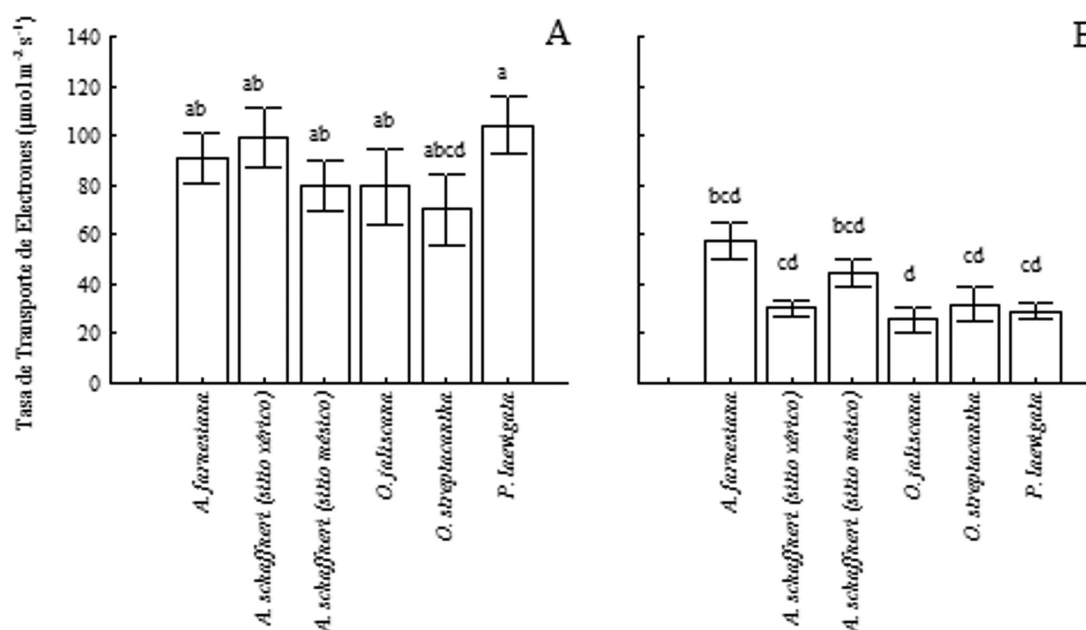 Tasa de Transporte de Electrones (µmol m⁻² s⁻¹)
A
140
120
100
80
60
40
20
0
ab
ab
ab
ab
abcd
a
A. farnesiana
A. schaffneri (sitio xérico)
A. schaffneri (sitio mésico)
O. jaliscana
O. streptacantha
P. laevigata
bcd
cd
bcd
d
cd
cd
A. farnesiana
A. schaffneri (sitio xérico)
A. schaffneri (sitio mésico)
O. jaliscana
O. streptacantha
P. laevigata